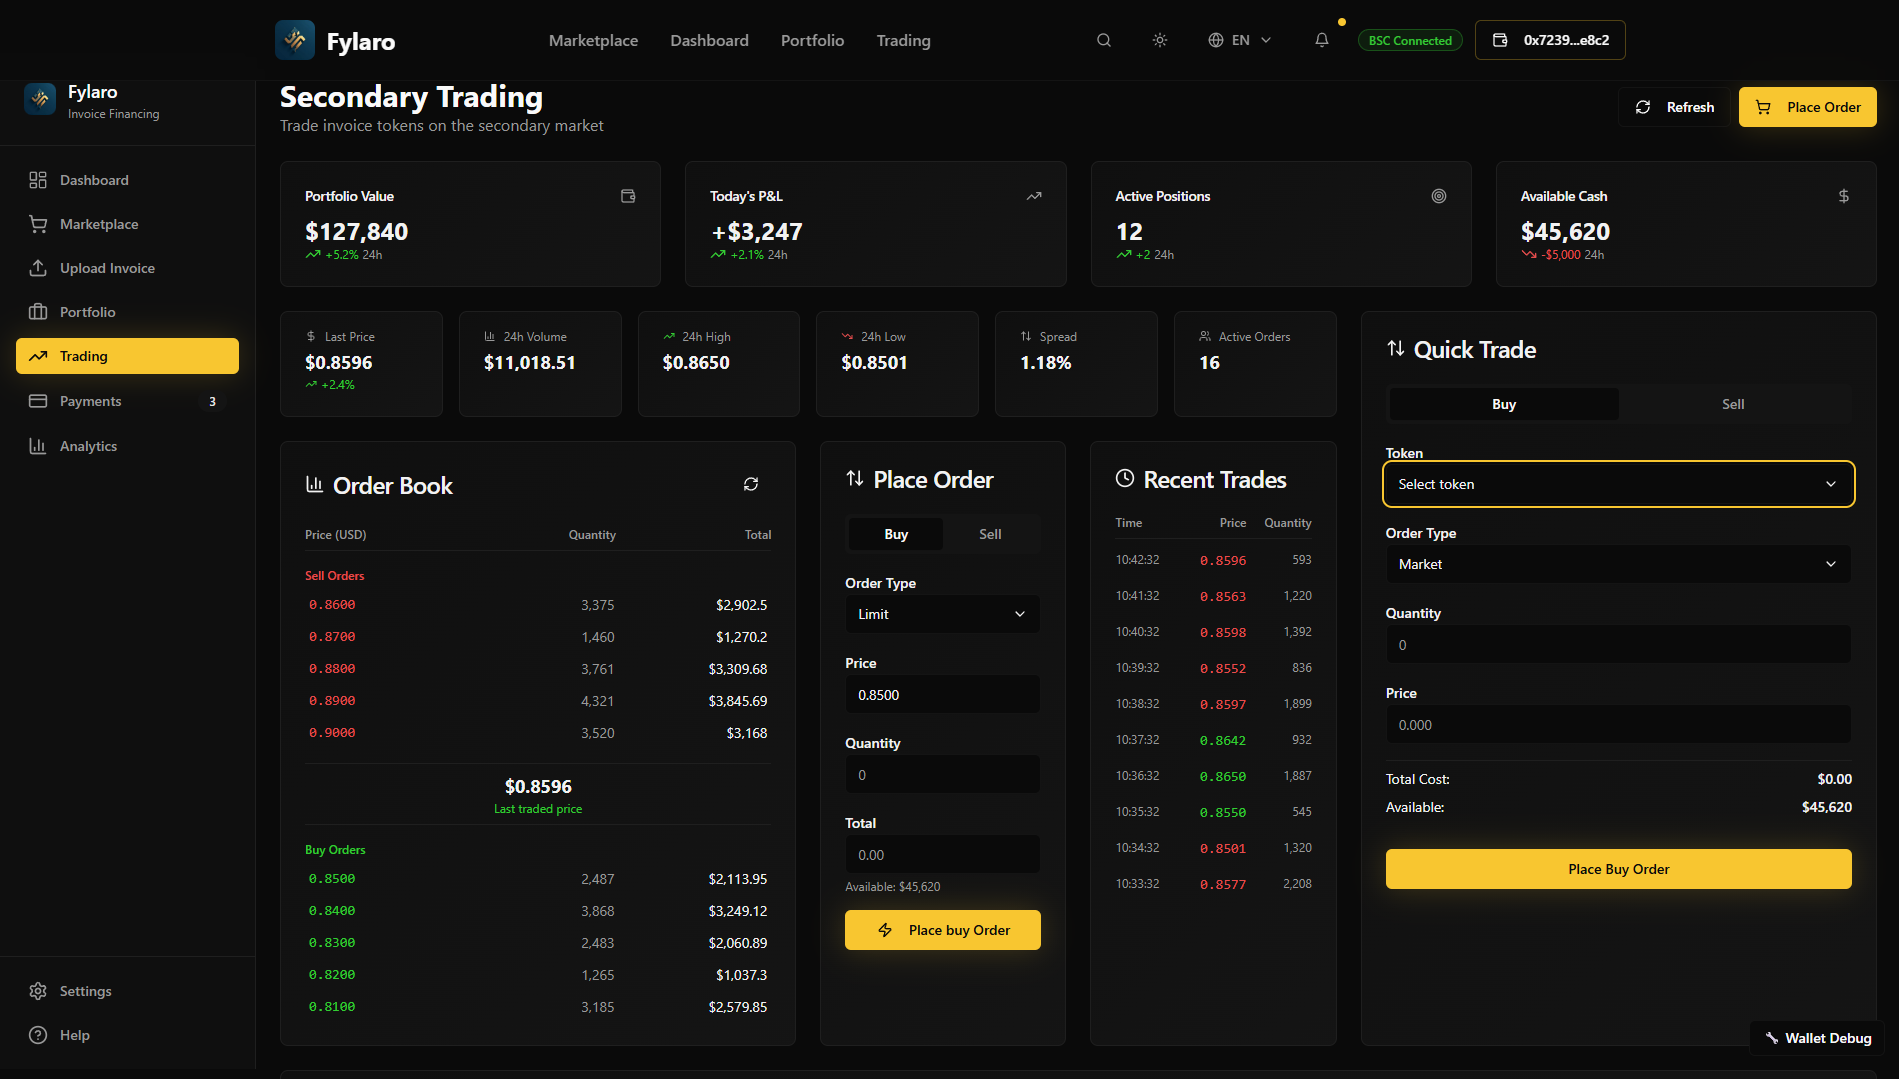 Fylaro
Marketplace
Dashboard
Portfolio
Trading
EN
BSC Connected
0x7239...e8c2
Fylaro
Invoice Financing
Dashboard
Marketplace
Upload Invoice
Portfolio
Trading
Payments 3
Analytics
Settings
Help
Secondary Trading
Trade invoice tokens on the secondary market
Refresh
Place Order
Portfolio Value
$127,840
+5.2% 24h
Today's P&L
+$3,247
+2.1% 24h
Active Positions
12
+2 24h
Available Cash
$45,620
-$5,000 24h
$ Last Price
$0.8596
+2.4%
24h Volume
$11,018.51
24h High
$0.8650
24h Low
$0.8501
Spread
1.18%
Active Orders
16
Order Book
Price (USD) Quantity Total
Sell Orders
0.8600 3,375 $2,902.5
0.8700 1,460 $1,270.2
0.8800 3,761 $3,309.68
0.8900 4,321 $3,845.69
0.9000 3,520 $3,168
$0.8596
Last traded price
Buy Orders
0.8500 2,487 $2,113.95
0.8400 3,868 $3,249.12
0.8300 2,483 $2,060.89
0.8200 1,265 $1,037.3
0.8100 3,185 $2,579.85
Place Order
Buy Sell
Order Type
Limit
Price
0.8500
Quantity
0
Total
0.00
Available: $45,620
Place buy Order
Recent Trades
Time Price Quantity
10:42:32 0.8596 593
10:41:32 0.8563 1,220
10:40:32 0.8598 1,392
10:39:32 0.8552 836
10:38:32 0.8597 1,899
10:37:32 0.8642 932
10:36:32 0.8650 1,887
10:35:32 0.8550 545
10:34:32 0.8501 1,320
10:33:32 0.8577 2,208
Quick Trade
Buy Sell
Token
Select token
Order Type
Market
Quantity
0
Price
0.000
Total Cost: $0.00
Available: $45,620
Place Buy Order
Wallet Debug